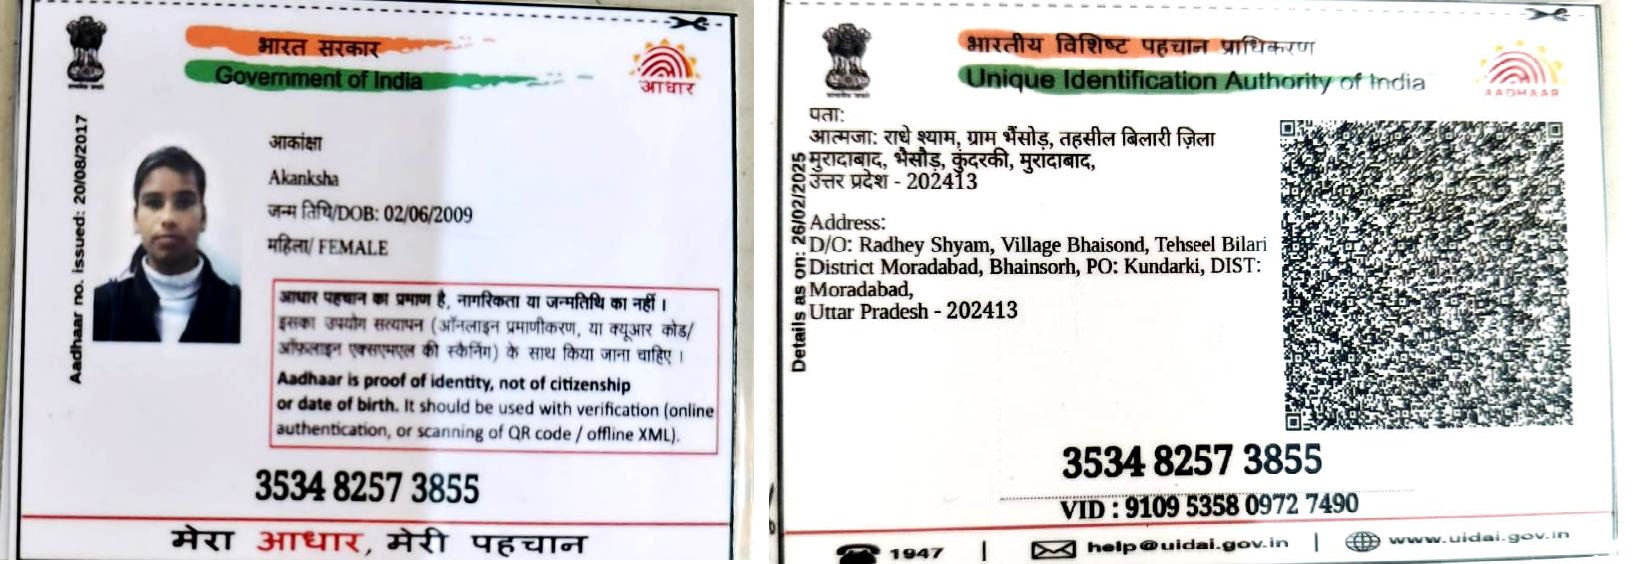 भारत सरकार
Government of India
आधार
Aadhaar no. issued: 20/08/2017
आकांक्षा
Akanksha
जन्म तिथि/DOB: 02/06/2009
महिला/ FEMALE
आधार पहचान का प्रमाण है, नागरिकता या जन्मतिथि का नहीं ।
इसका उपयोग सत्यापन (ऑनलाइन प्रमाणीकरण, या क्यूआर कोड/
ऑफ़लाइन एक्सएमएल की स्कैनिंग) के साथ किया जाना चाहिए ।
Aadhaar is proof of identity, not of citizenship
or date of birth. It should be used with verification (online
authentication, or scanning of QR code / offline XML).
3534 8257 3855
मेरा आधार, मेरी पहचान
भारतीय विशिष्ट पहचान प्राधिकरण
Unique Identification Authority of India
AADHAAR
Details as on: 26/02/2025
पता:
आत्मजा: राधे श्याम, ग्राम भैंसोड़, तहसील बिलारी ज़िला
मुरादाबाद, भैसौड़, कुंदरकी, मुरादाबाद,
उत्तर प्रदेश - 202413
Address:
D/O: Radhey Shyam, Village Bhaisond, Tehseel Bilari
District Moradabad, Bhainsorh, PO: Kundarki, DIST:
Moradabad,
Uttar Pradesh - 202413
3534 8257 3855
VID : 9109 5358 0972 7490
1947 | help@uidai.gov.in | www.uidai.gov.in